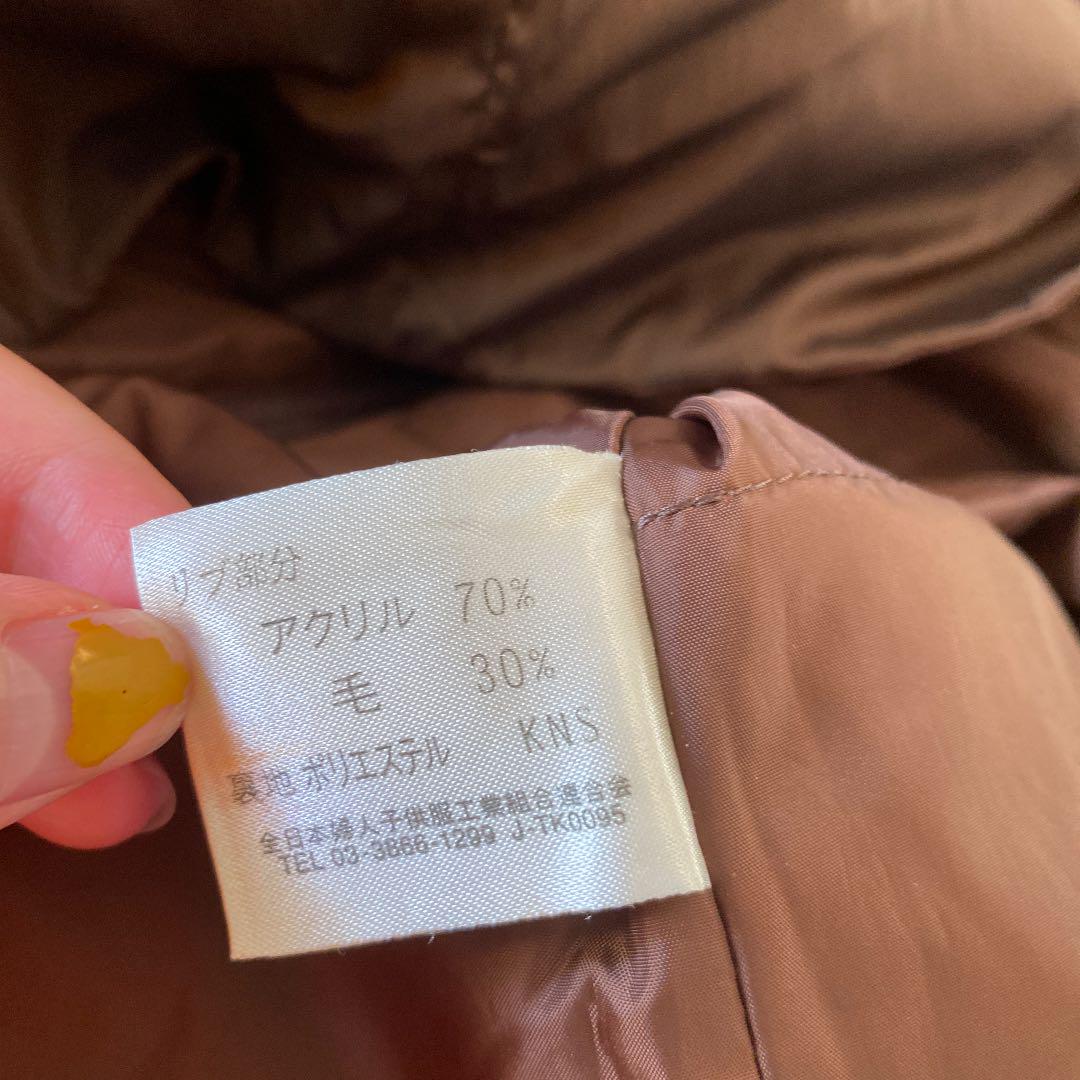 リブ部分
アクリル 70%
毛 30%
KNS
裏地 ポリエステル
全日本婦人子供服工業組合連合会
TEL 03-3866-1299 J-TK0095